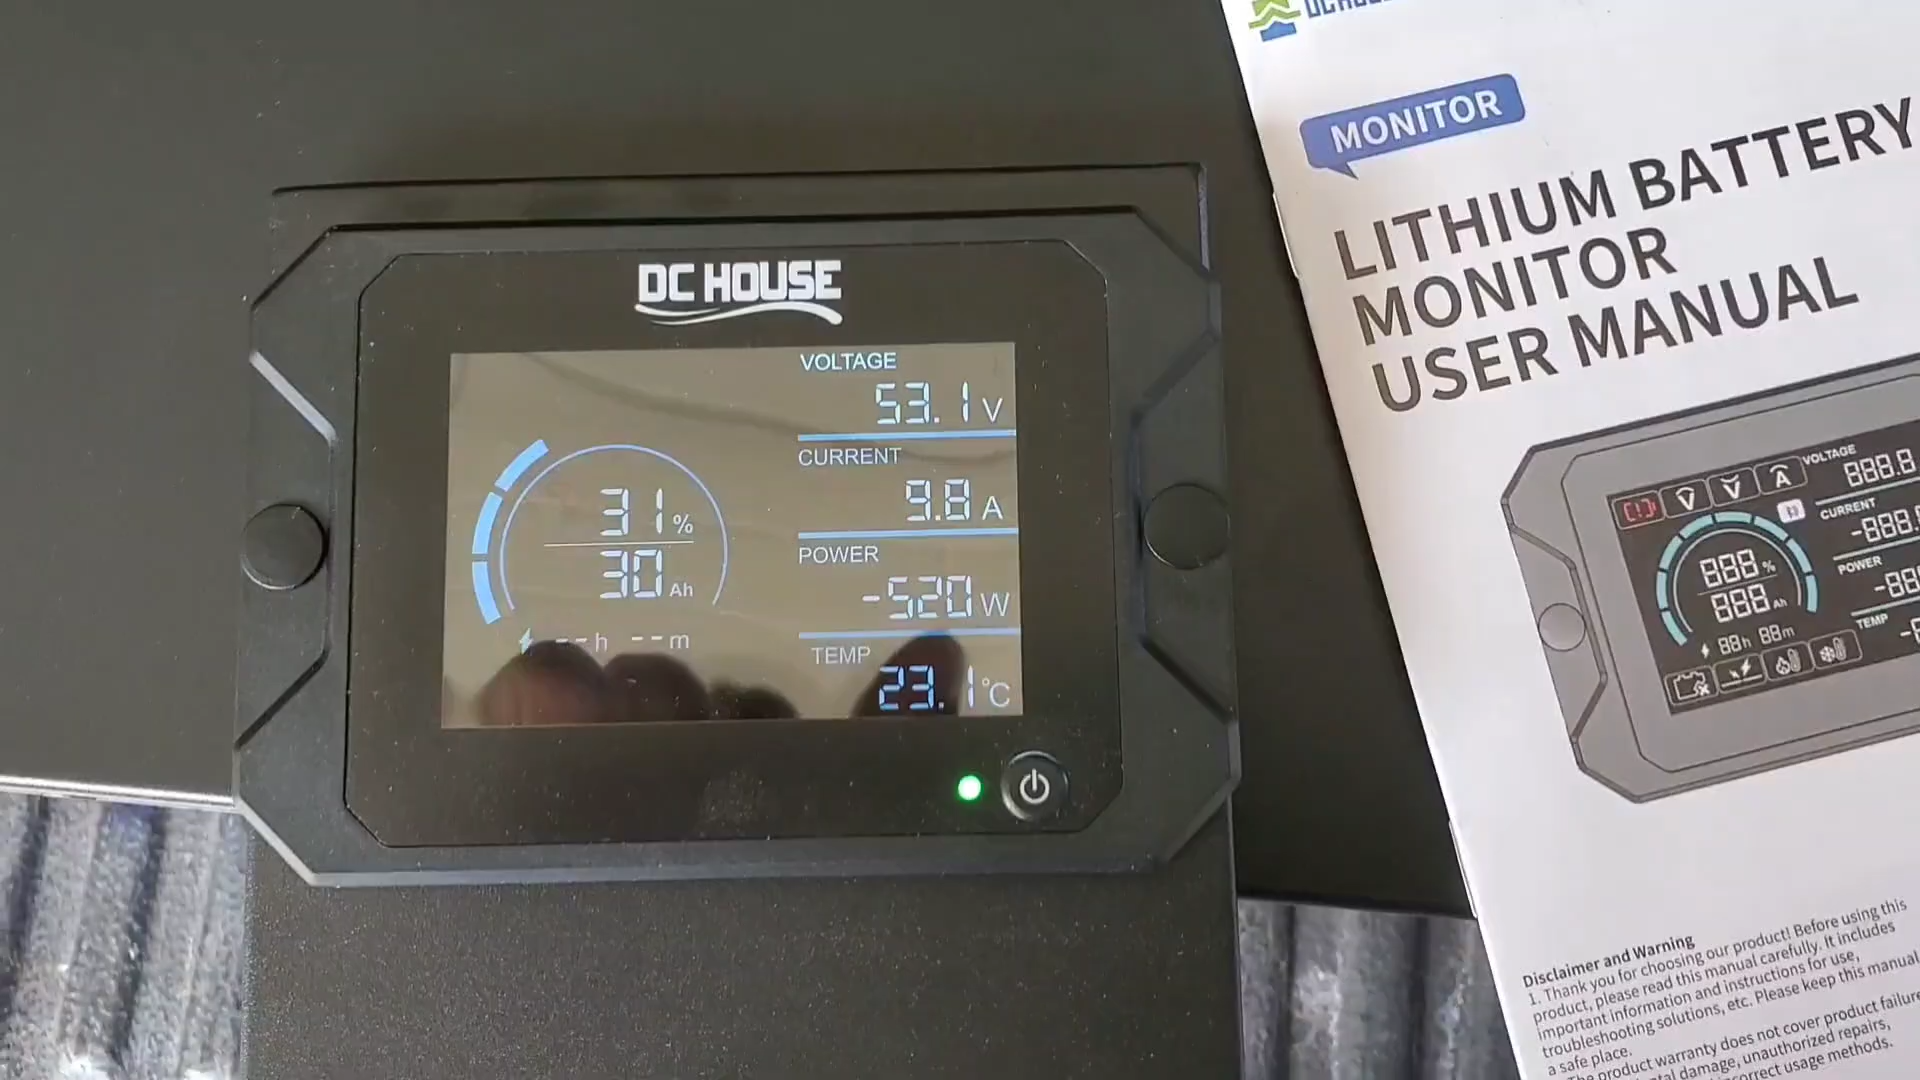 DC HOUSE
VOLTAGE
53.1 V
CURRENT
9.8 A
31 %
POWER
30 Ah
-520 W
--h --m
TEMP
23.1 °C
MONITOR
LITHIUM BATTERY
MONITOR
USER MANUAL
VOLTAGE
888.8
CURRENT
888 %
POWER
888 Ah
88h 88m
TEMP
Disclaimer and Warning
1. Thank you for choosing our product! Before using this
product, please read this manual carefully. It includes
important information and instructions for use,
troubleshooting solutions, etc. Please keep this manual
a safe place.
product warranty does not cover product failure
damage, unauthorized repairs,
usage methods.